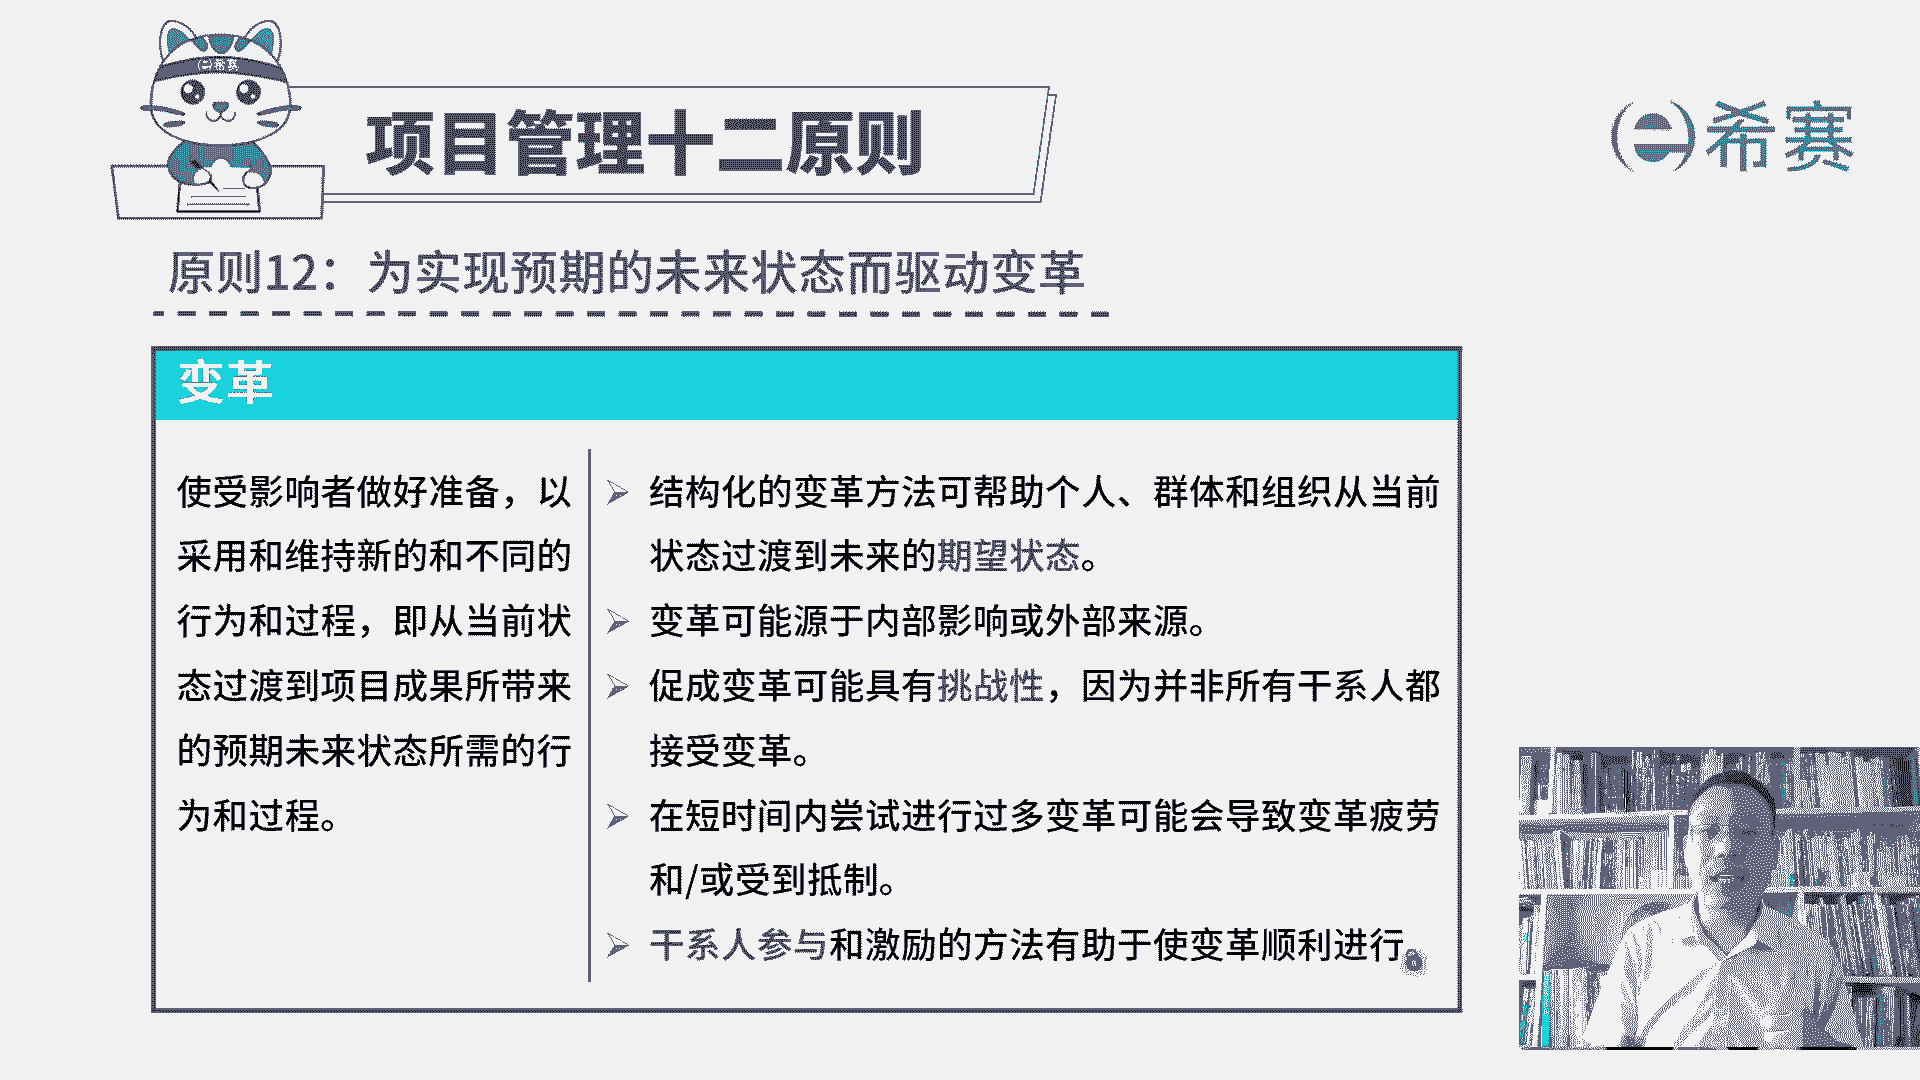 希赛
项目管理十二原则
希赛
原则12：为实现预期的未来状态而驱动变革
变革
使受影响者做好准备，以
采用和维持新的和不同的
行为和过程，即从当前状
态过渡到项目成果所带来
的预期未来状态所需的行
为和过程。
结构化的变革方法可帮助个人、群体和组织从当前
状态过渡到未来的期望状态。
变革可能源于内部影响或外部来源。
促成变革可能具有挑战性，因为并非所有干系人都
接受变革。
在短时间内尝试进行过多变革可能会导致变革疲劳
和/或受到抵制。
干系人参与和激励的方法有助于使变革顺利进行。